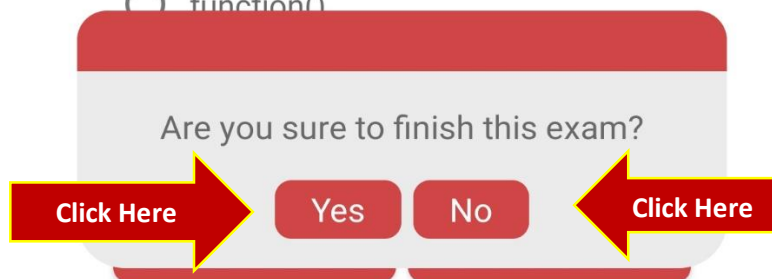 function()
Are you sure to finish this exam?
Click Here Yes No Click Here